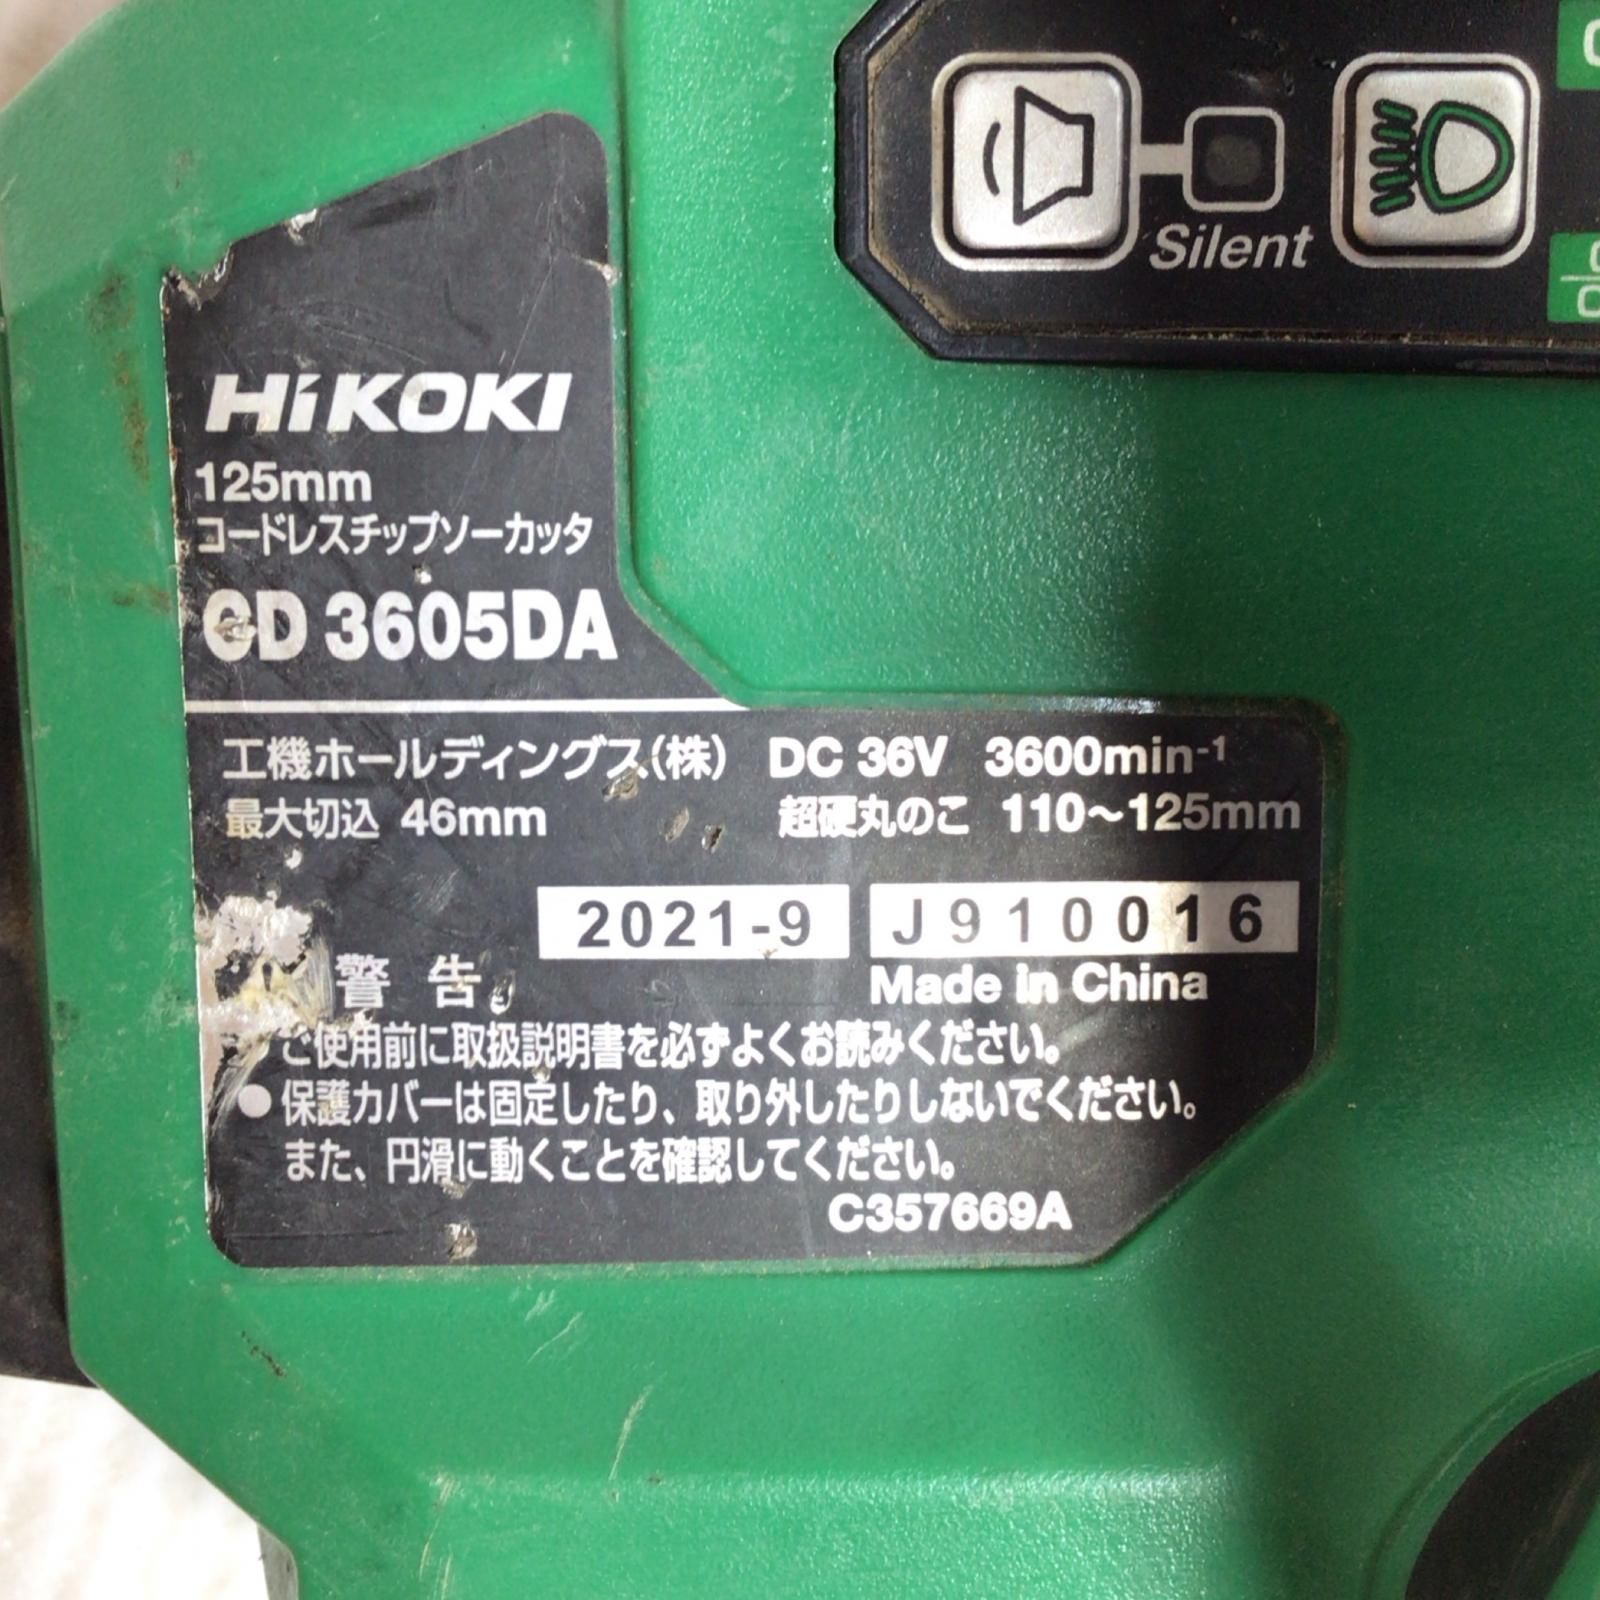 Silent
HiKOKI
125mm
コードレスチップソーカッタ
CD 3605DA
工機ホールディングス(株) DC 36V 3600min-1
最大切込 46mm 超硬丸のこ 110～125mm
2021-9 J910016
警告 Made in China
ご使用前に取扱説明書を必ずよくお読みください。
●保護カバーは固定したり、取り外したりしないでください。
また、円滑に動くことを確認してください。
C357669A